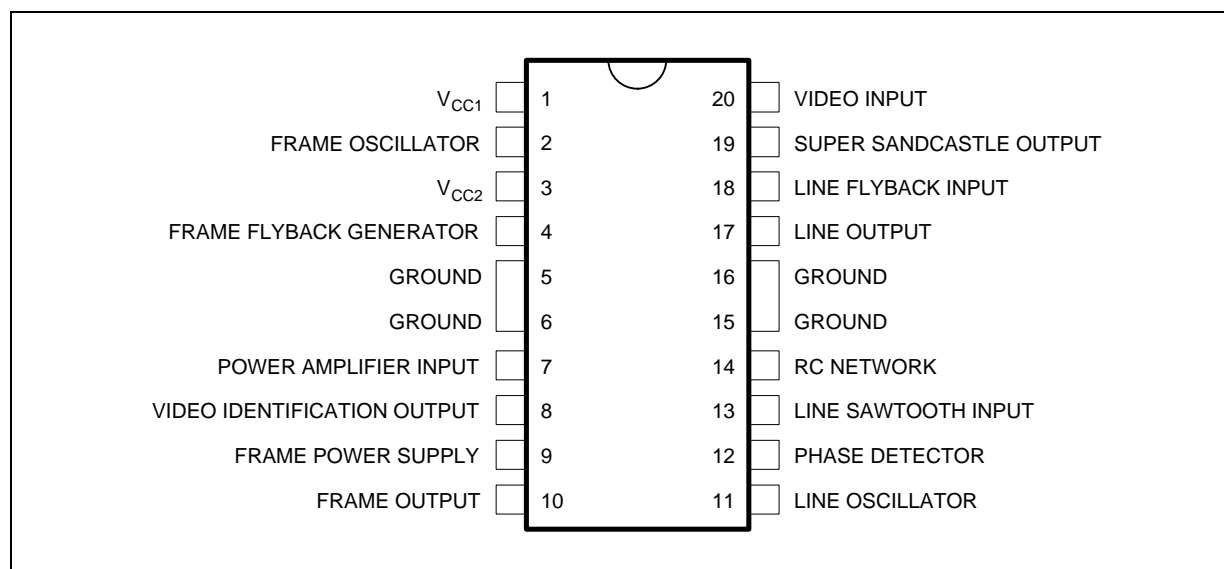 V_CC1 1 20 VIDEO INPUT
FRAME OSCILLATOR 2 19 SUPER SANDCASTLE OUTPUT
V_CC2 3 18 LINE FLYBACK INPUT
FRAME FLYBACK GENERATOR 4 17 LINE OUTPUT
GROUND 5 16 GROUND
GROUND 6 15 GROUND
POWER AMPLIFIER INPUT 7 14 RC NETWORK
VIDEO IDENTIFICATION OUTPUT 8 13 LINE SAWTOOTH INPUT
FRAME POWER SUPPLY 9 12 PHASE DETECTOR
FRAME OUTPUT 10 11 LINE OSCILLATOR